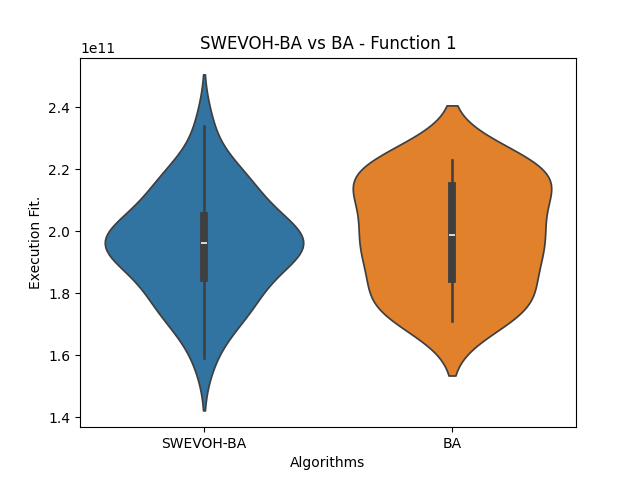 SWEVOH-BA vs BA - Function 1
1e11
2.4
2.2
2.0
1.8
1.6
1.4
Execution Fit.
SWEVOH-BA
BA
Algorithms